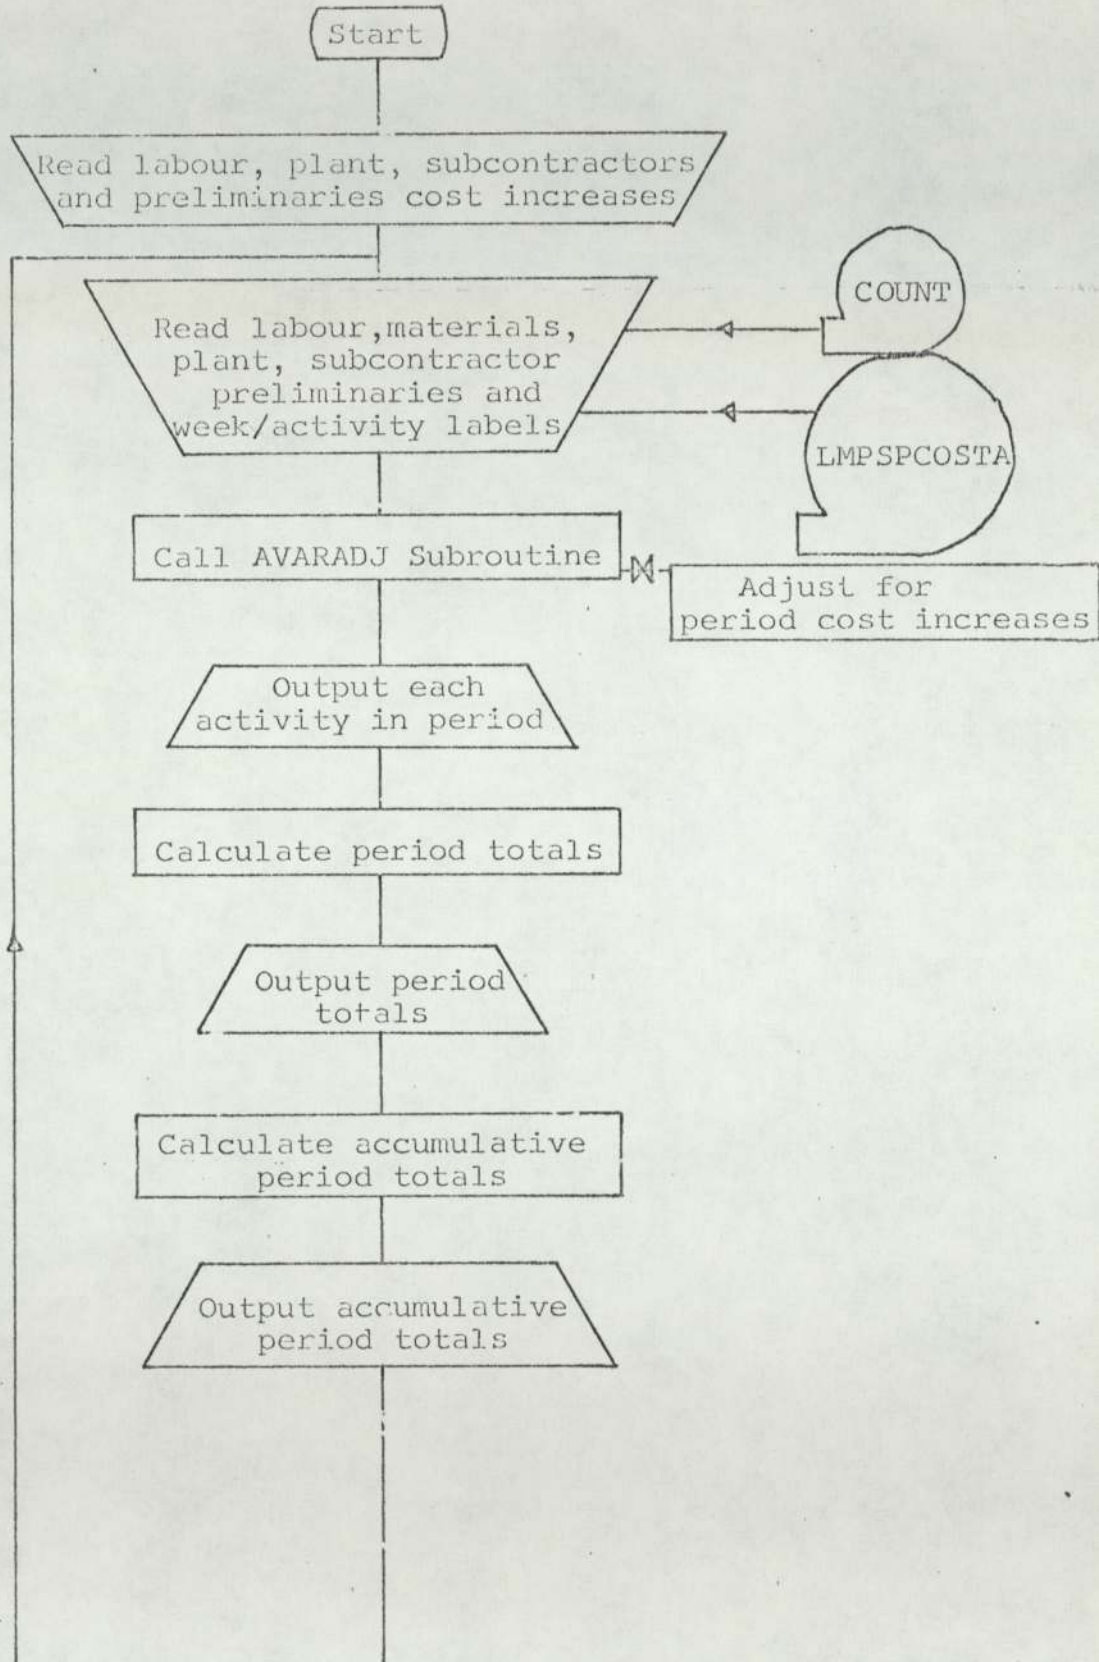 Start
Read labour, plant, subcontractors
and preliminaries cost increases
COUNT
Read labour,materials,
plant, subcontractor
preliminaries and
week/activity labels
LMPSPCOSTA
Call AVARADJ Subroutine
Adjust for
period cost increases
Output each
activity in period
Calculate period totals
Output period
totals
Calculate accumulative
period totals
Output accumulative
period totals